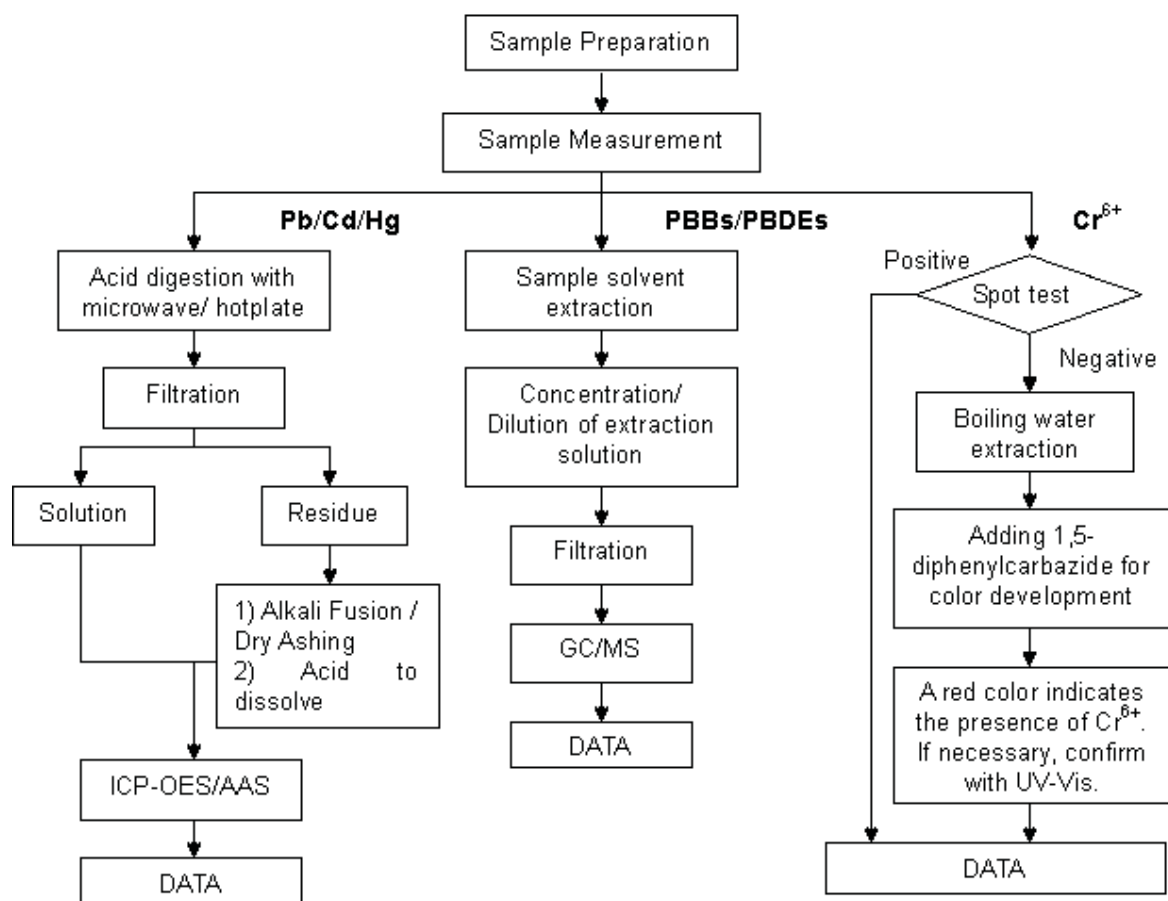 Sample Preparation
Sample Measurement
Pb/Cd/Hg
PBBs/PBDEs
Cr⁶⁺
Acid digestion with
microwave/ hotplate
Filtration
Solution
Residue
1) Alkali Fusion /
Dry Ashing
2) Acid to
dissolve
ICP-OES/AAS
DATA
Sample solvent
extraction
Concentration/
Dilution of extraction
solution
Filtration
GC/MS
DATA
Positive
Spot test
Negative
Boiling water
extraction
Adding 1,5-
diphenylcarbazide for
color development
A red color indicates
the presence of Cr⁶⁺.
If necessary, confirm
with UV-Vis.
DATA